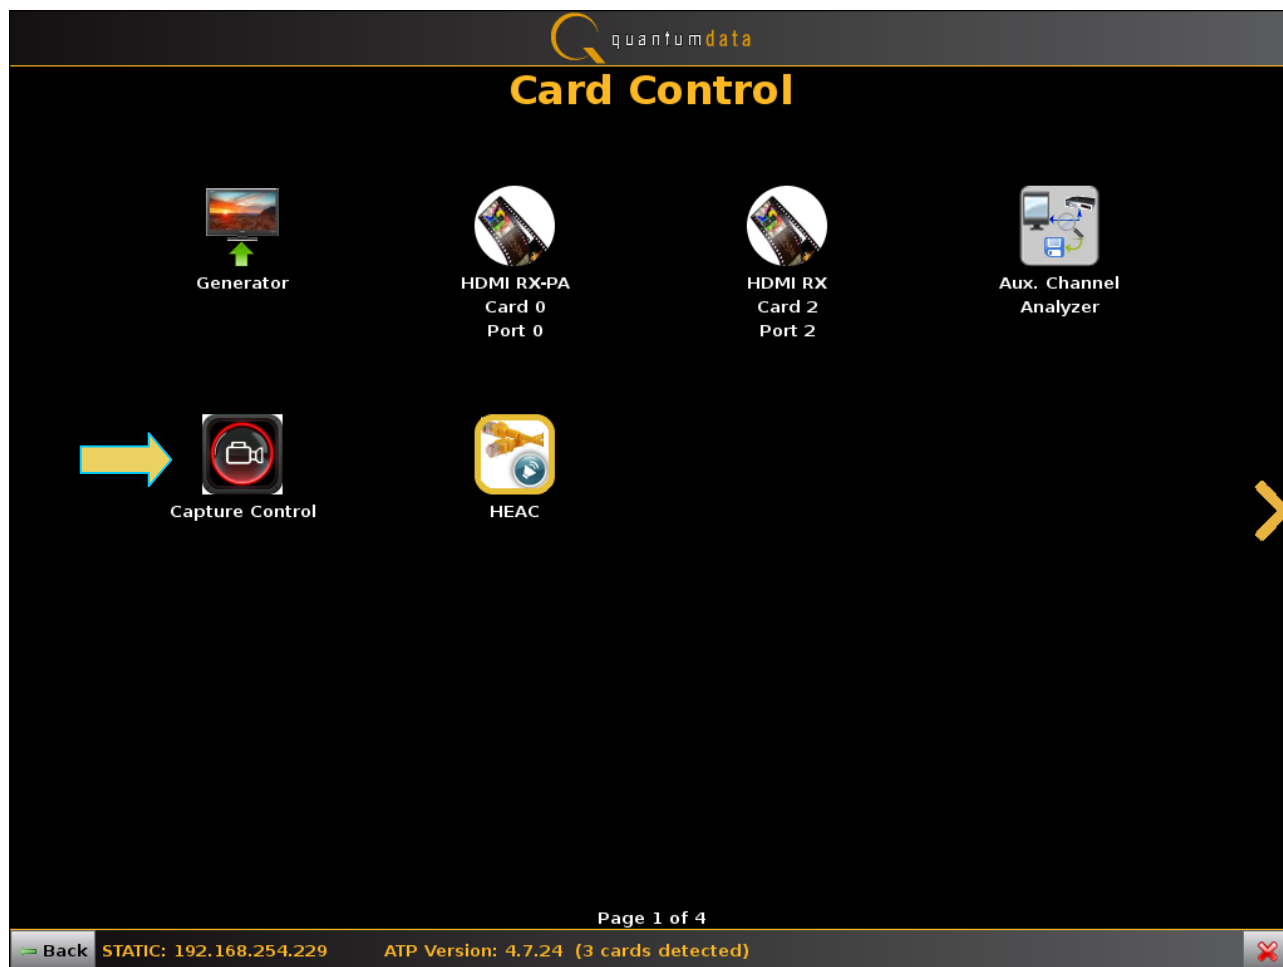 quantumdata
Card Control
Generator
HDMI RX-PA
Card 0
Port 0
HDMI RX
Card 2
Port 2
Aux. Channel
Analyzer
Capture Control
HEAC
Page 1 of 4
Back STATIC: 192.168.254.229 ATP Version: 4.7.24 (3 cards detected)